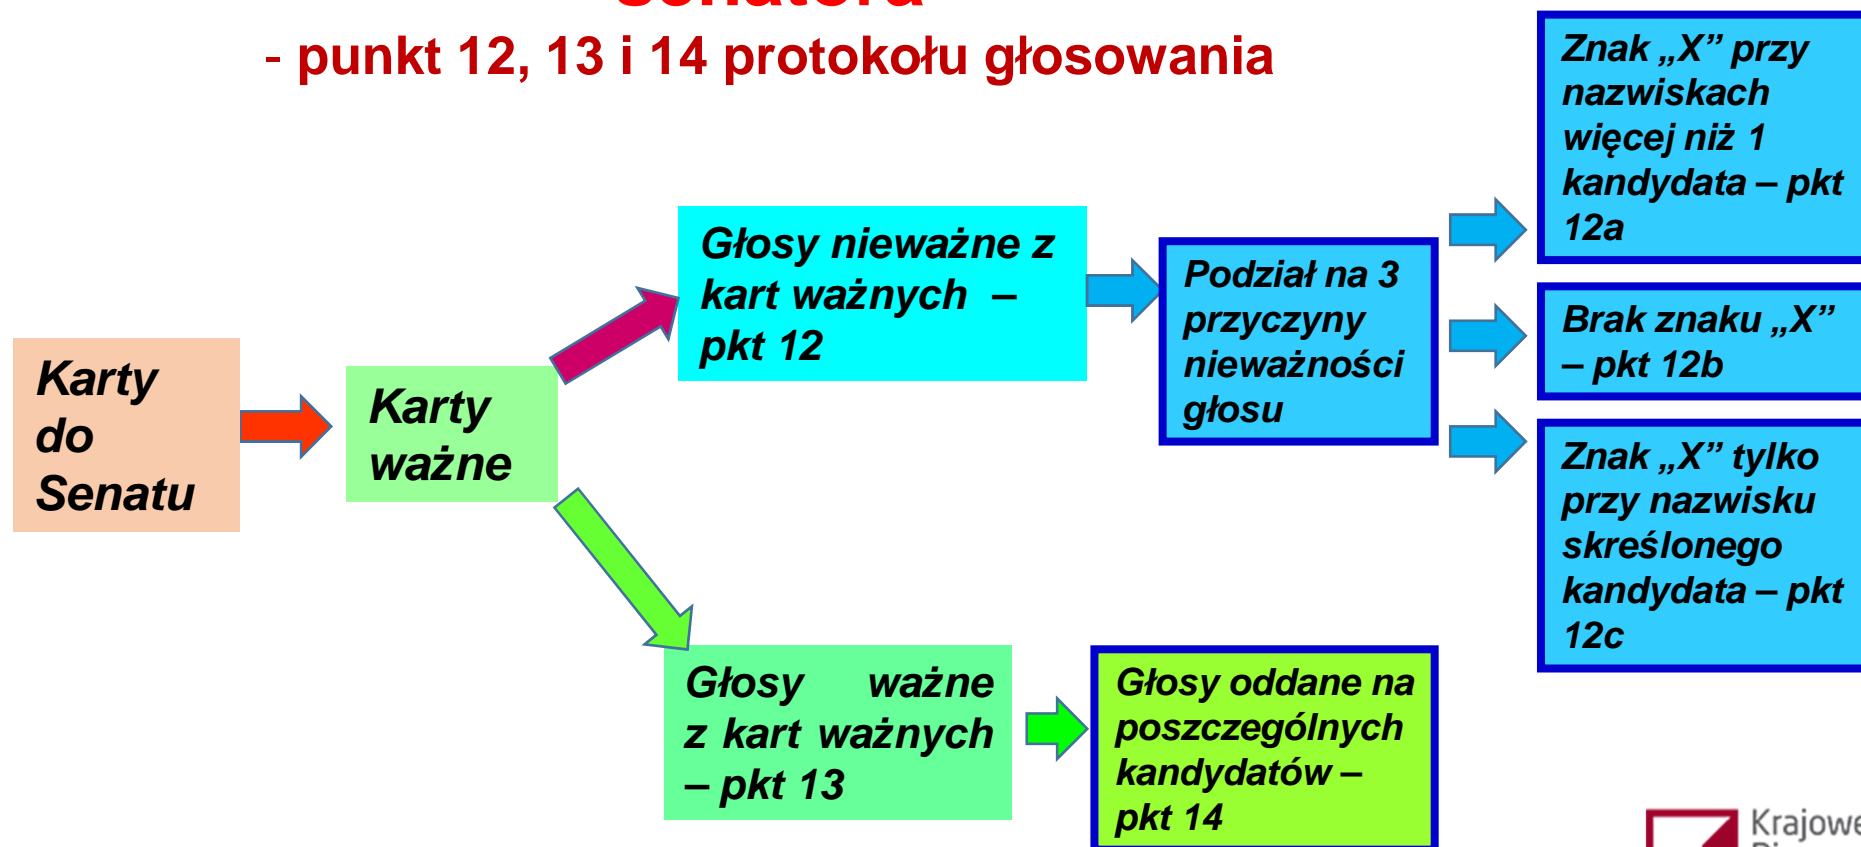 senatora
- punkt 12, 13 i 14 protokołu głosowania
Karty
do
Senatu
Karty
ważne
Głosy nieważne z
kart ważnych –
pkt 12
Podział na 3
przyczyny
nieważności
głosu
Znak „X” przy
nazwiskach
więcej niż 1
kandydata – pkt
12a
Brak znaku „X”
– pkt 12b
Znak „X” tylko
przy nazwisku
skreślonego
kandydata – pkt
12c
Głosy ważne
z kart ważnych
– pkt 13
Głosy oddane na
poszczególnych
kandydatów –
pkt 14
Krajowe